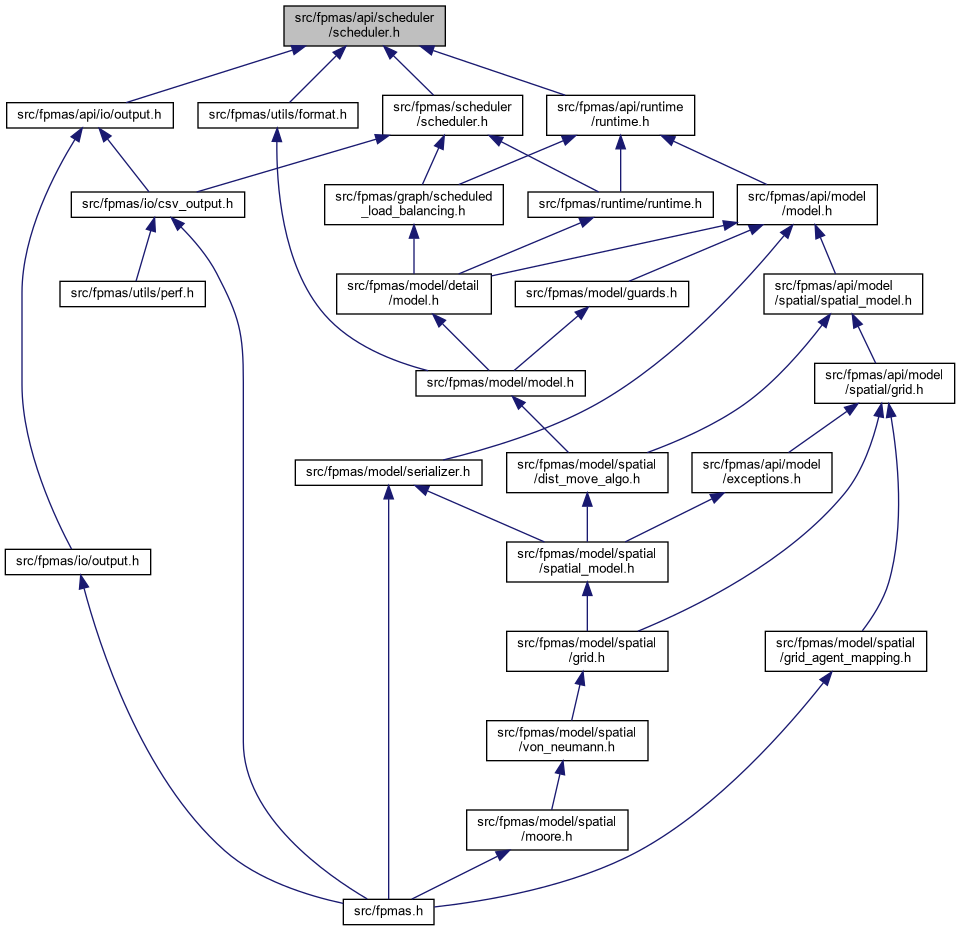 src/fpmas/api/scheduler
/scheduler.h
src/fpmas/api/io/output.h
src/fpmas/utils/format.h
src/fpmas/scheduler
/scheduler.h
src/fpmas/api/runtime
/runtime.h
src/fpmas/io/csv_output.h
src/fpmas/graph/scheduled
_load_balancing.h
src/fpmas/runtime/runtime.h
src/fpmas/api/model
/model.h
src/fpmas/utils/perf.h
src/fpmas/model/detail
/model.h
src/fpmas/model/guards.h
src/fpmas/api/model
/spatial/spatial_model.h
src/fpmas/model/model.h
src/fpmas/api/model
/spatial/grid.h
src/fpmas/model/serializer.h
src/fpmas/model/spatial
/dist_move_algo.h
src/fpmas/api/model
/exceptions.h
src/fpmas/io/output.h
src/fpmas/model/spatial
/spatial_model.h
src/fpmas/model/spatial
/grid.h
src/fpmas/model/spatial
/grid_agent_mapping.h
src/fpmas/model/spatial
/von_neumann.h
src/fpmas/model/spatial
/moore.h
src/fpmas.h